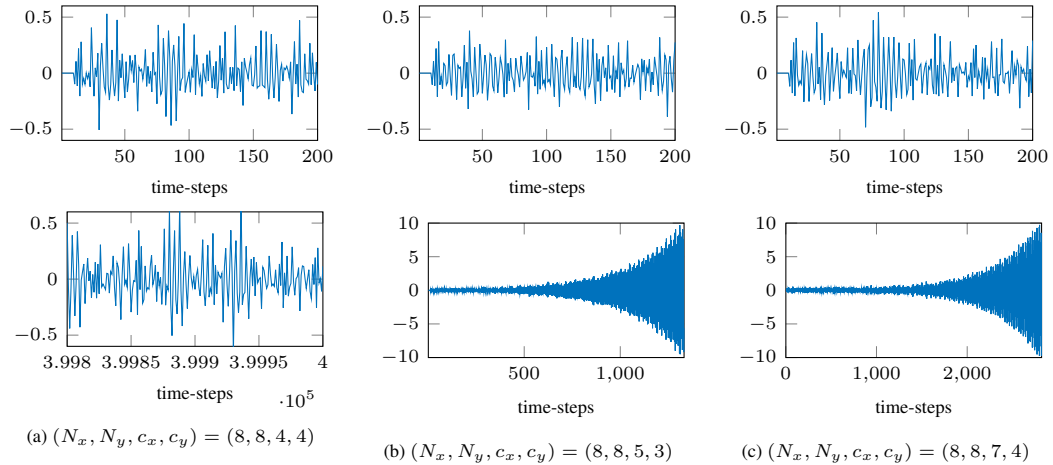 0.5
0
−0.5
50 100 150 200
time-steps
0.5
0
−0.5
50 100 150 200
time-steps
0.5
0
−0.5
50 100 150 200
time-steps
0.5
0
−0.5
3.998 3.9985 3.999 3.9995 4
time-steps
·10^5
(a) (N_x, N_y, c_x, c_y) = (8, 8, 4, 4)
10
5
0
−5
−10
500 1,000
time-steps
(b) (N_x, N_y, c_x, c_y) = (8, 8, 5, 3)
10
5
0
−5
−10
0 1,000 2,000
time-steps
(c) (N_x, N_y, c_x, c_y) = (8, 8, 7, 4)